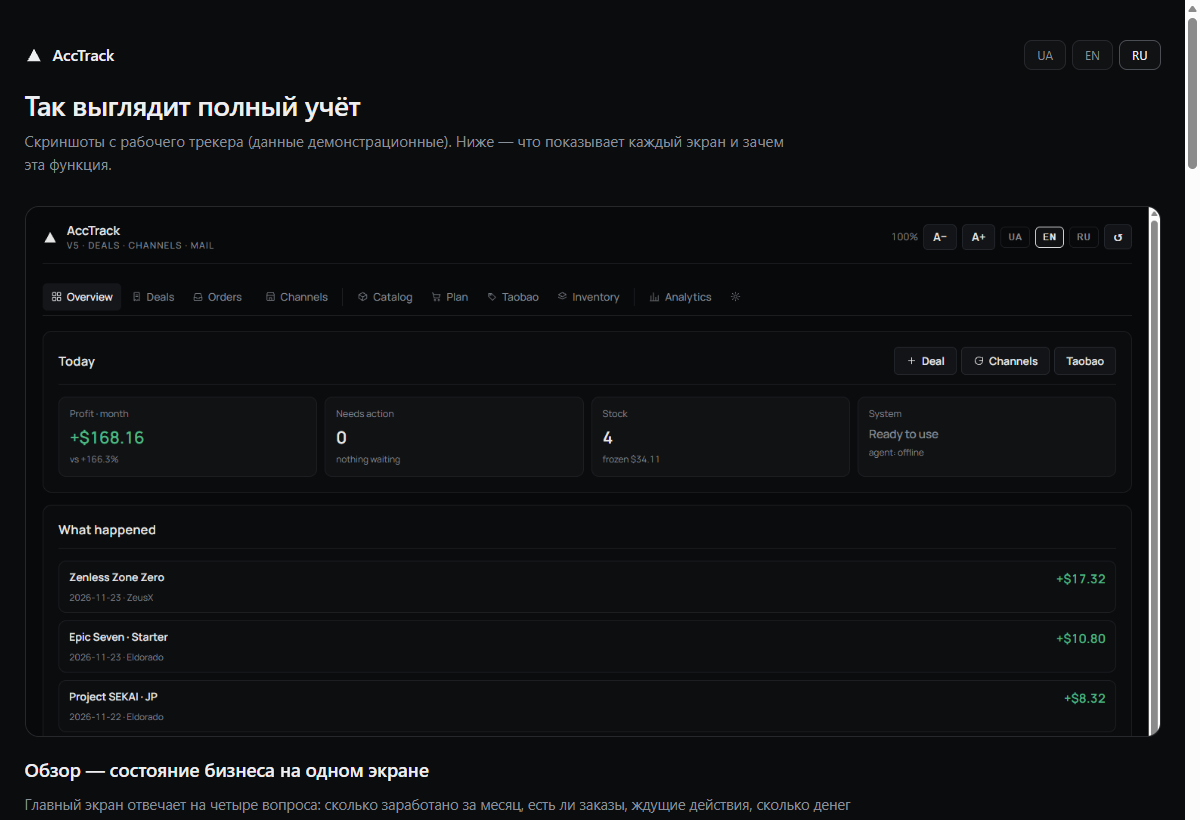 AccTrack
UA EN RU
Так выглядит полный учёт
Скриншоты с рабочего трекера (данные демонстрационные). Ниже — что показывает каждый экран и зачем
эта функция.
AccTrack
V5 · DEALS · CHANNELS · MAIL
100% A− A+ UA EN RU ↺
Overview Deals Orders Channels Catalog Plan Taobao Inventory Analytics
Today
+ Deal Channels Taobao
Profit · month
+$168.16
vs +166.3%
Needs action
0
nothing waiting
Stock
4
frozen $34.11
System
Ready to use
agent: offline
What happened
Zenless Zone Zero
+$17.32
2026-11-23 · ZeusX
Epic Seven · Starter
+$10.80
2026-11-23 · Eldorado
Project SEKAI · JP
+$8.32
2026-11-22 · Eldorado
Обзор — состояние бизнеса на одном экране
Главный экран отвечает на четыре вопроса: сколько заработано за месяц, есть ли заказы, ждущие действия, сколько денег